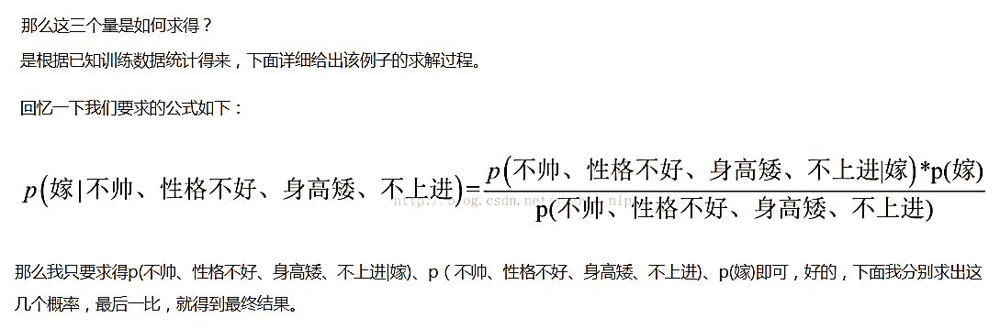 那么这三个量是如何求得？
是根据已知训练数据统计得来，下面详细给出该例子的求解过程。
回忆一下我们要求的公式如下：
p(嫁|不帅、性格不好、身高矮、不上进)=p(不帅、性格不好、身高矮、不上进|嫁)*p(嫁)
p(不帅、性格不好、身高矮、不上进)
那么我只要求得p(不帅、性格不好、身高矮、不上进|嫁)、p（不帅、性格不好、身高矮、不上进)、p(嫁)即可，好的，下面我分别求出这
几个概率，最后一比，就得到最终结果。